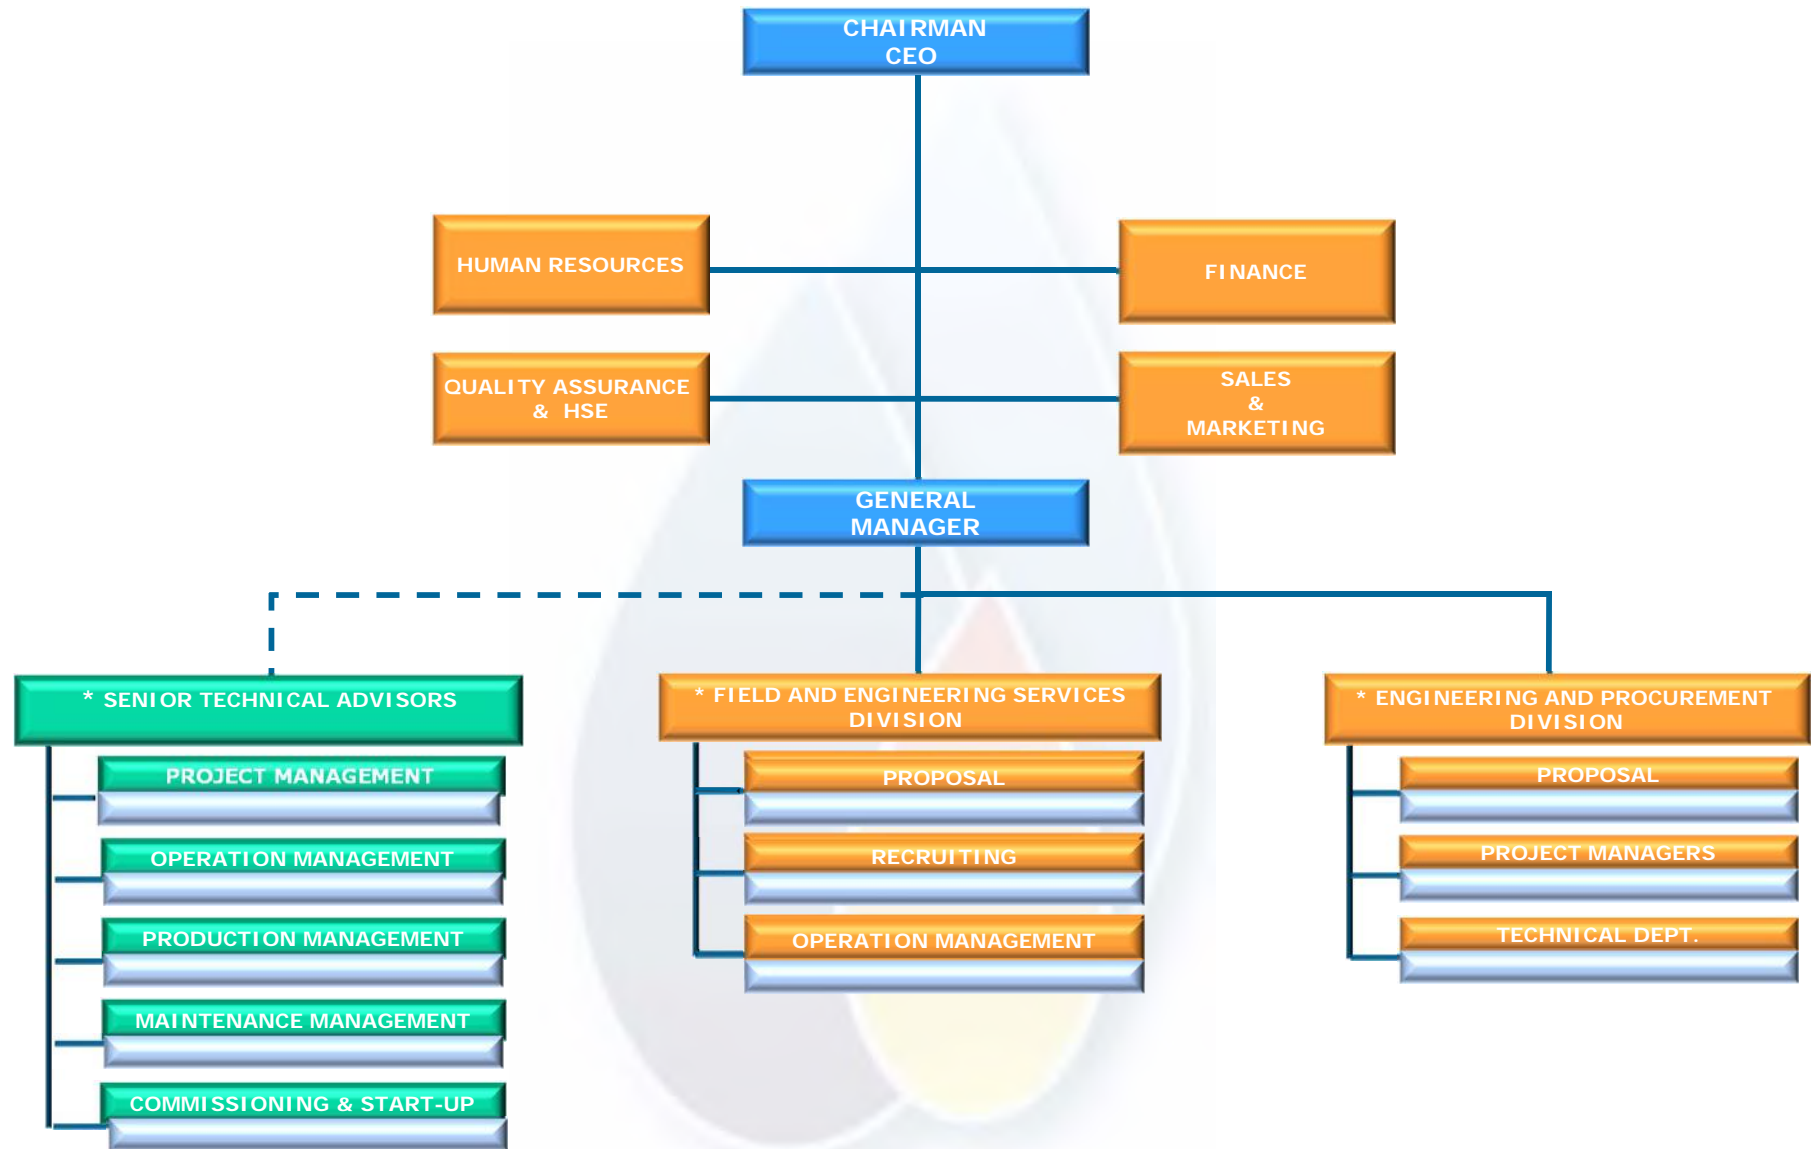 CHAIRMAN
CEO
HUMAN RESOURCES
FINANCE
QUALITY ASSURANCE
& HSE
SALES
&
MARKETING
GENERAL
MANAGER
* SENIOR TECHNICAL ADVISORS
PROJECT MANAGEMENT
OPERATION MANAGEMENT
PRODUCTION MANAGEMENT
MAINTENANCE MANAGEMENT
COMMISSIONING & START-UP
* FIELD AND ENGINEERING SERVICES
DIVISION
PROPOSAL
RECRUITING
OPERATION MANAGEMENT
* ENGINEERING AND PROCUREMENT
DIVISION
PROPOSAL
PROJECT MANAGERS
TECHNICAL DEPT.